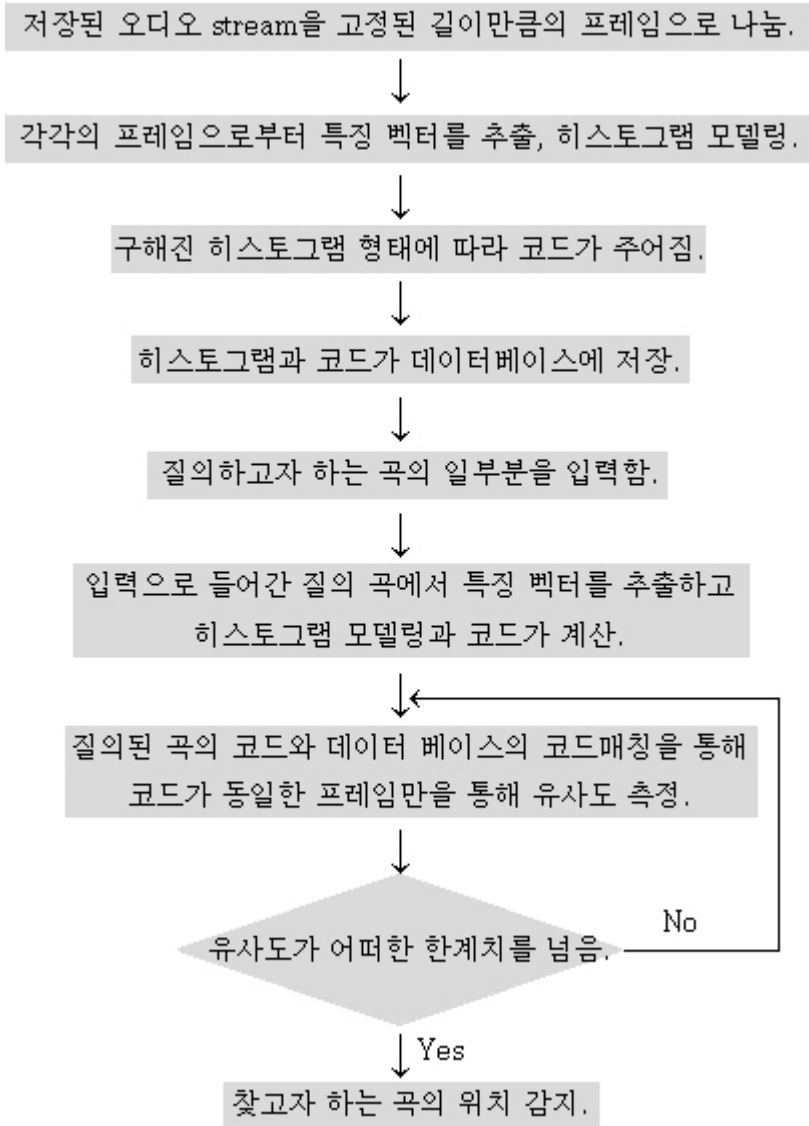 저장된 오디오 stream을 고정된 길이만큼의 프레임으로 나눔.
각각의 프레임으로부터 특징 벡터를 추출, 히스토그램 모델링.
구해진 히스토그램 형태에 따라 코드가 주어짐.
히스토그램과 코드가 데이터베이스에 저장.
질의하고자 하는 곡의 일부분을 입력함.
입력으로 들어간 질의 곡에서 특징 벡터를 추출하고
히스토그램 모델링과 코드가 계산.
질의된 곡의 코드와 데이터 베이스의 코드매칭을 통해
코드가 동일한 프레임만을 통해 유사도 측정.
유사도가 어떠한 한계치를 넘음.
No
Yes
찾고자 하는 곡의 위치 감지.